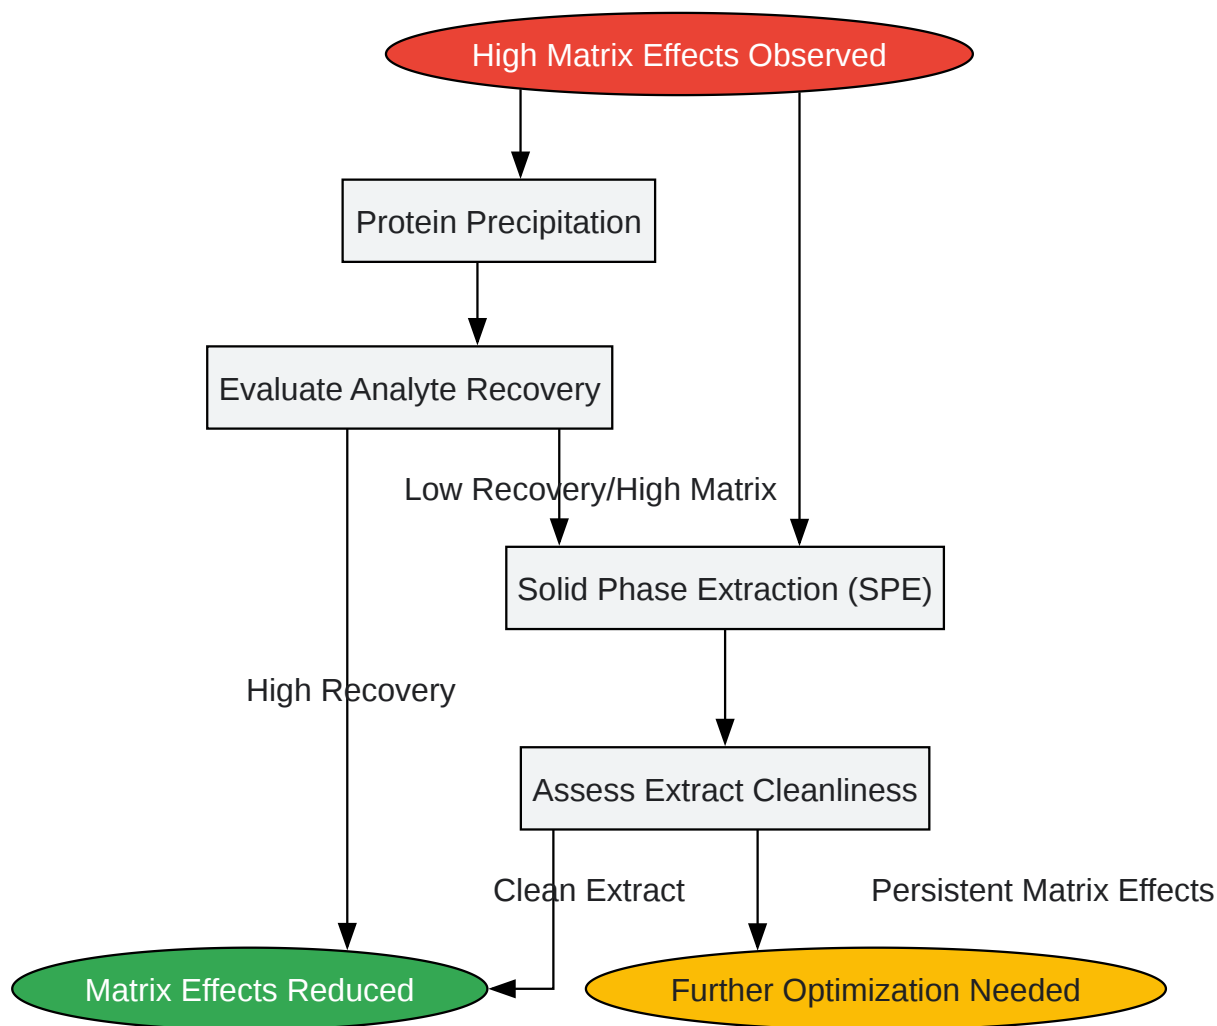 High Matrix Effects Observed
Protein Precipitation
Evaluate Analyte Recovery
Low Recovery/High Matrix
Solid Phase Extraction (SPE)
High Recovery
Assess Extract Cleanliness
Clean Extract
Persistent Matrix Effects
Matrix Effects Reduced
Further Optimization Needed